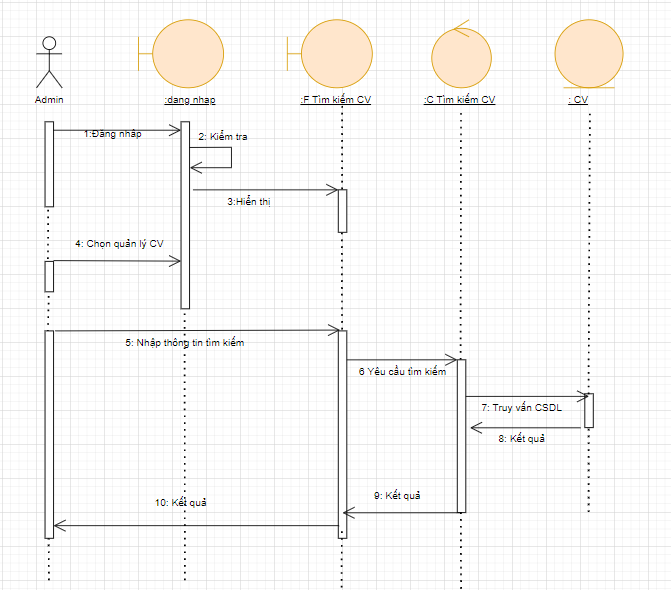 Admin
:dang nhap
:F Tìm kiếm CV
:C Tìm kiếm CV
: CV
1:Đăng nhập
2: Kiểm tra
3:Hiển thị
4: Chọn quản lý CV
5: Nhập thông tin tìm kiếm
6 Yêu cầu tìm kiếm
7: Truy vấn CSDL
8: Kết quả
9: Kết quả
10: Kết quả